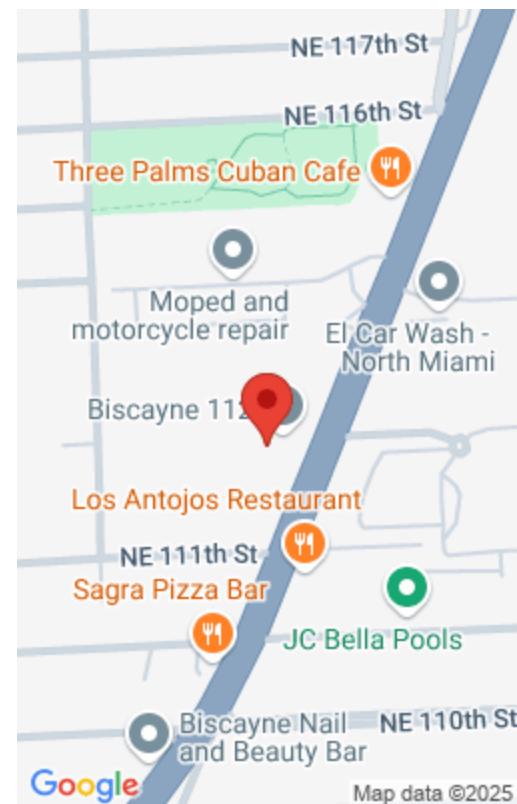 NE 117th St
NE 116th St
Three Palms Cuban Cafe
Moped and
motorcycle repair
El Car Wash -
North Miami
Biscayne 112
Los Antojos Restaurant
NE 111th St
Sagra Pizza Bar
JC Bella Pools
NE 110th St
Biscayne Nail
and Beauty Bar
Google
Map data ©2025